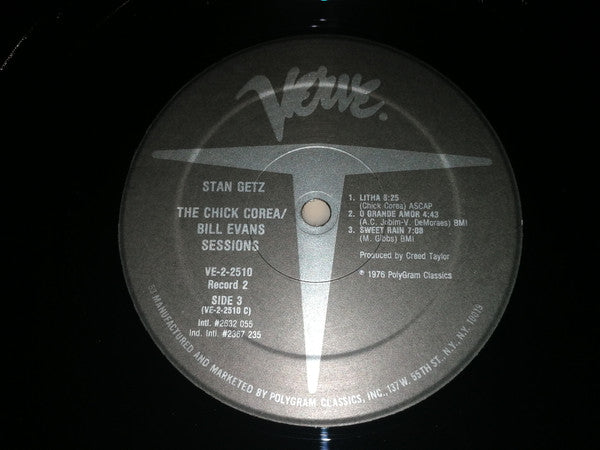 Verve.
STAN GETZ
THE CHICK COREA/
BILL EVANS
SESSIONS
VE-2-2510
Record 2
SIDE 3
(VE-2-2510 C)
Intl. #2632 055
Ind. Intl. #2367 235
1. LITHA 8:25
(Chick Corea) ASCAP
2. O GRANDE AMOR 4:43
(A.C. Jobim-V. DeMoraes) BMI
3. SWEET RAIN 7:08
(M. Gibbs) BMI
Produced by Creed Taylor
℗ 1976 PolyGram Classics
MANUFACTURED AND MARKETED BY POLYGRAM CLASSICS, INC., 137 W. 55TH ST., N.Y., N.Y. 10019